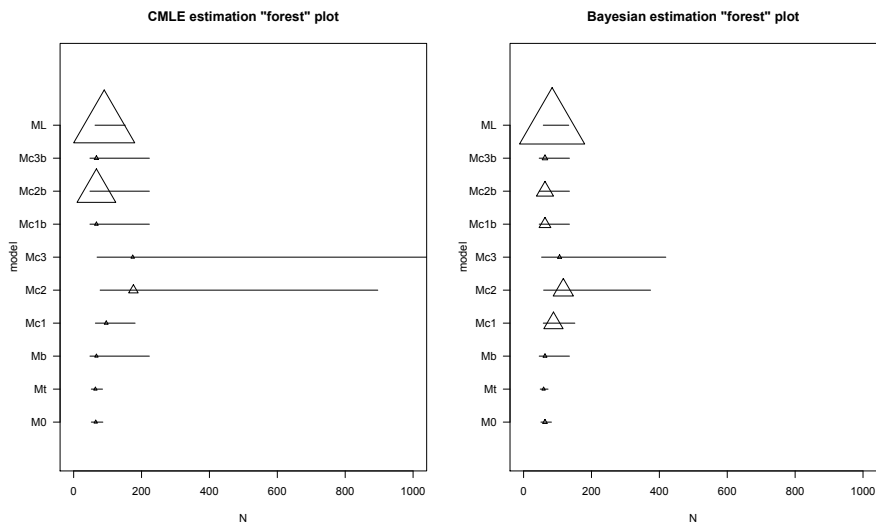 CMLE estimation "forest" plot
model
ML
Mc3b
Mc2b
Mc1b
Mc3
Mc2
Mc1
Mb
Mt
M0
0 200 400 600 800 1000
N
Bayesian estimation "forest" plot
model
ML
Mc3b
Mc2b
Mc1b
Mc3
Mc2
Mc1
Mb
Mt
M0
0 200 400 600 800 1000
N